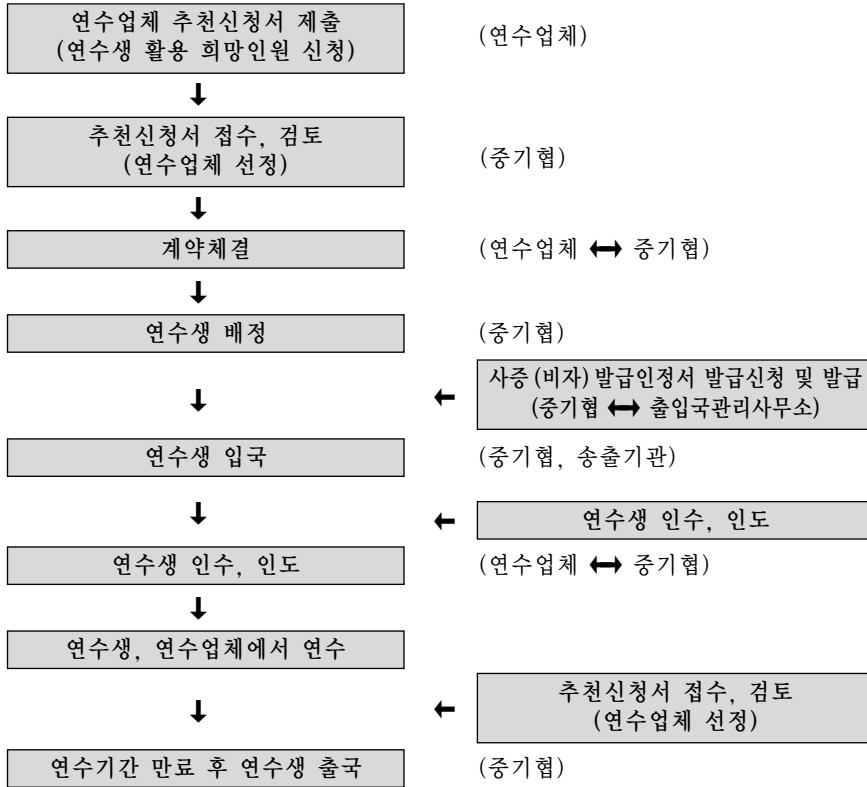 연수업체 추천신청서 제출
(연수생 활용 희망인원 신청)
(연수업체)
추천신청서 접수, 검토
(연수업체 선정)
(중기협)
계약체결
(연수업체 ↔ 중기협)
연수생 배정
(중기협)
사증(비자)발급인정서 발급신청 및 발급
(중기협 ↔ 출입국관리사무소)
연수생 입국
(중기협, 송출기관)
연수생 인수, 인도
연수생 인수, 인도
(연수업체 ↔ 중기협)
연수생, 연수업체에서 연수
추천신청서 접수, 검토
(연수업체 선정)
연수기간 만료 후 연수생 출국
(중기협)